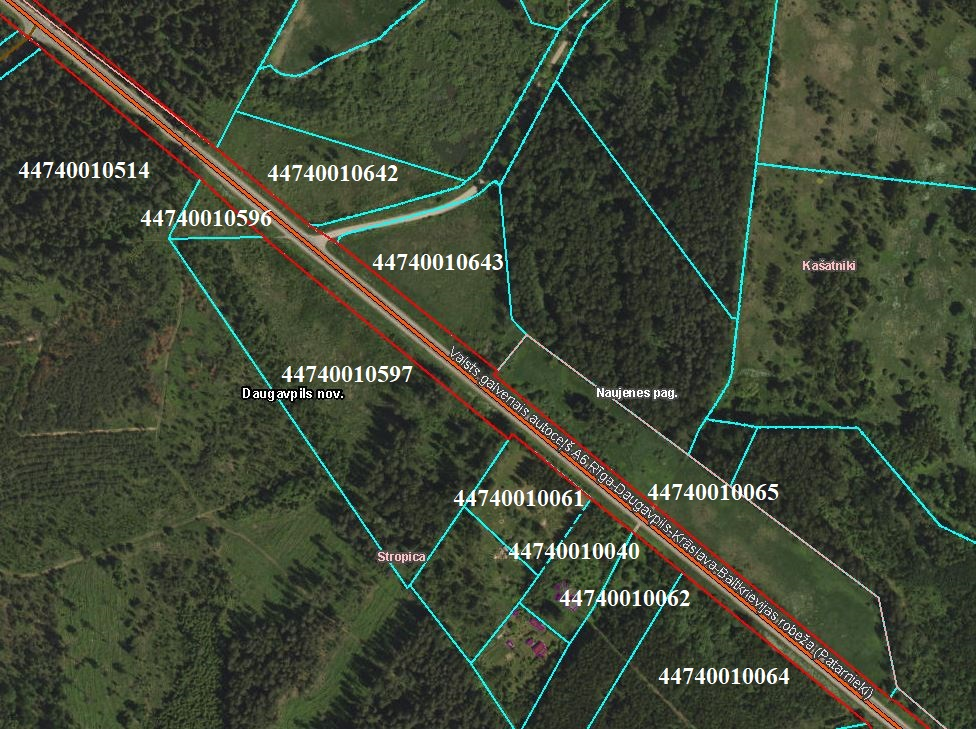 44740010514
44740010642
44740010596
44740010643
Kašatniki
44740010597
Daugavpils nov.
Naujenes pag.
Valsts galvenais autoceļš A6 Rīga-Daugavpils-Krāslava-Baltkrievijas robeža (Patarnieki)
44740010061
44740010065
44740010040
Stropica
44740010062
44740010064